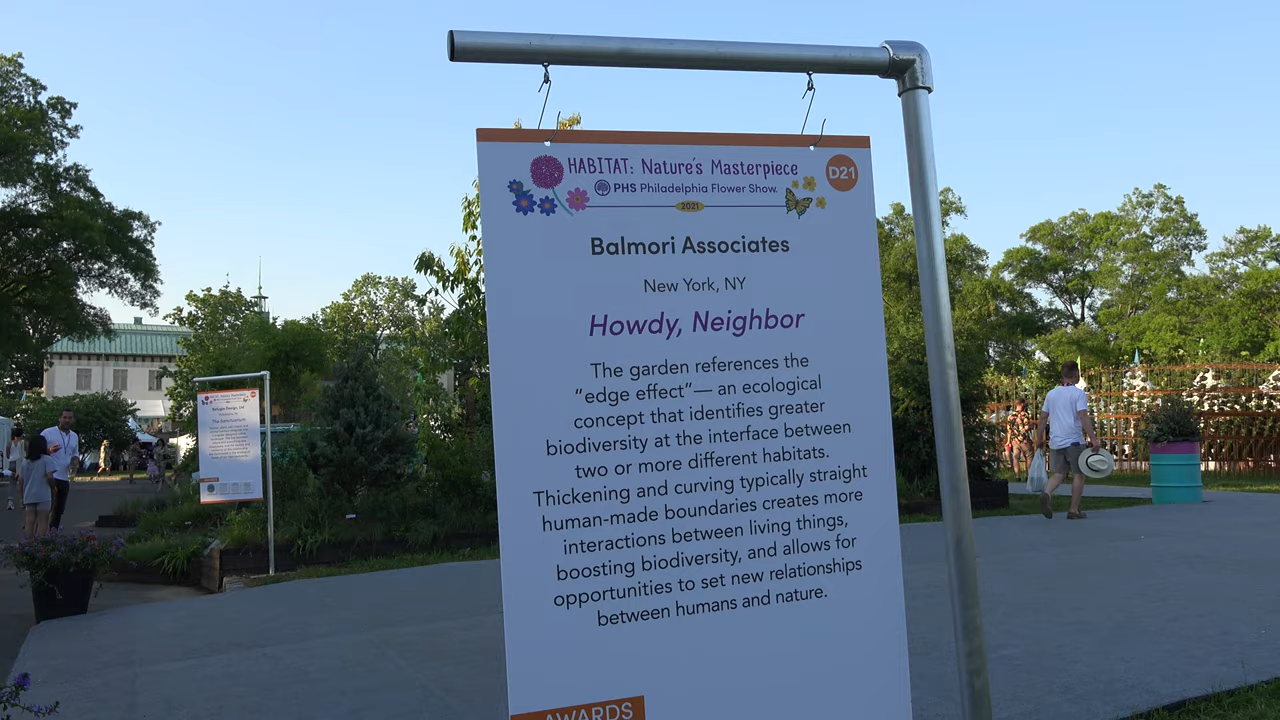 HABITAT: Nature's Masterpiece
D21
PHS Philadelphia Flower Show.
2021
Balmori Associates
New York, NY
Howdy, Neighbor
The garden references the
“edge effect”— an ecological
concept that identifies greater
biodiversity at the interface between
two or more different habitats.
Thickening and curving typically straight
human-made boundaries creates more
interactions between living things,
boosting biodiversity, and allows for
opportunities to set new relationships
between humans and nature.
AWARDS
HABITAT: Nature's Masterpiece